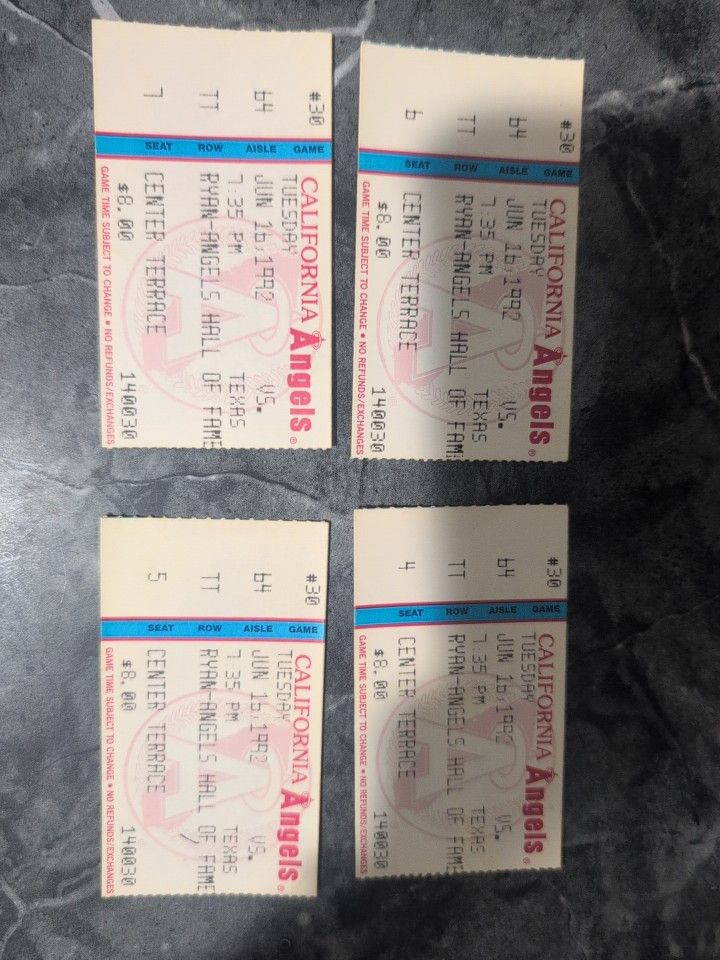 #30 64 TT 7
GAME AISLE ROW SEAT
CALIFORNIA Angels®
TUESDAY
JUN 16,1992 VS.
7:35 PM TEXAS
RYAN-ANGELS HALL OF FAME
CENTER TERRACE
$8.00 140030
GAME TIME SUBJECT TO CHANGE • NO REFUNDS/EXCHANGES
#30 64 TT 6
GAME AISLE ROW SEAT
CALIFORNIA Angels®
TUESDAY
JUN 16,1992 VS.
7:35 PM TEXAS
RYAN-ANGELS HALL OF FAM
CENTER TERRACE
$8.00 140030
GAME TIME SUBJECT TO CHANGE • NO REFUNDS/EXCHANGES
#30 64 TT 5
GAME AISLE ROW SEAT
CALIFORNIA Angels®
TUESDAY
JUN 16,1992 VS.
7:35 PM TEXAS
RYAN-ANGELS HALL OF FAME
CENTER TERRACE
$8.00 140030
GAME TIME SUBJECT TO CHANGE • NO REFUNDS/EXCHANGES
#30 64 TT 4
GAME AISLE ROW SEAT
CALIFORNIA Angels®
TUESDAY
JUN 16,1992 VS.
7:35 PM TEXAS
RYAN-ANGELS HALL OF FAME
CENTER TERRACE
$8.00 140030
GAME TIME SUBJECT TO CHANGE • NO REFUNDS/EXCHANGES